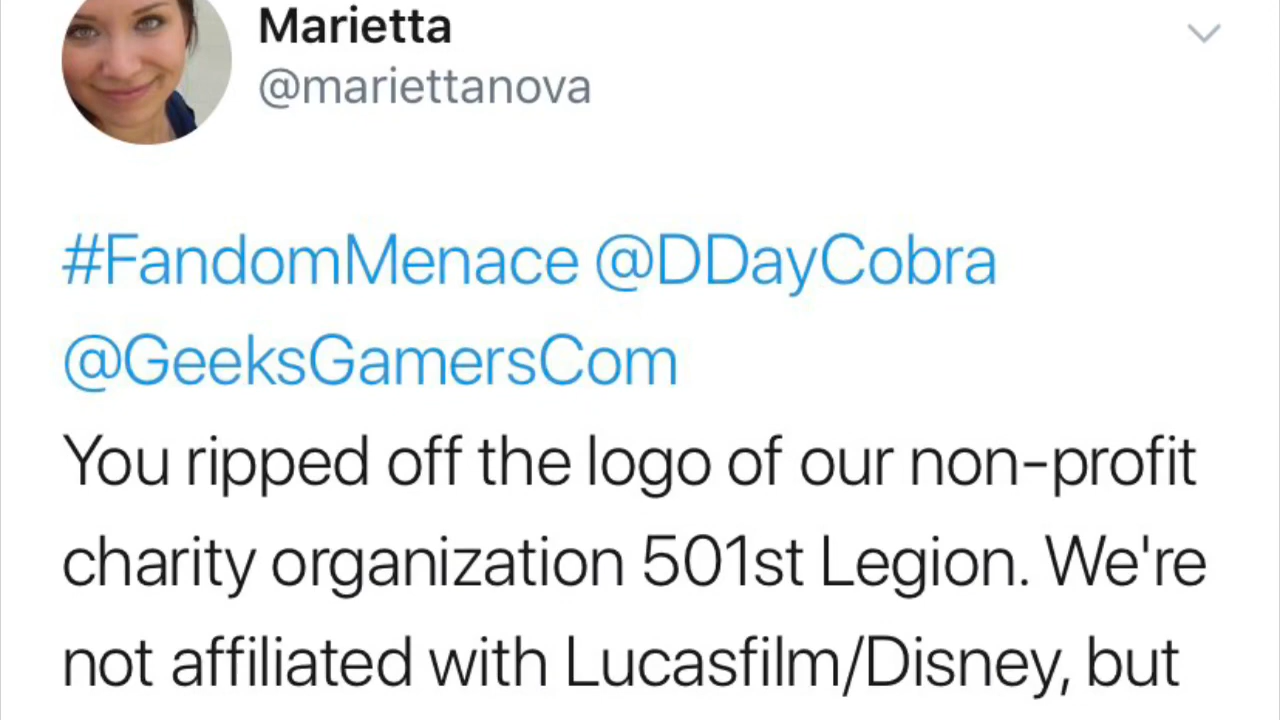 Marietta
@mariettanova
#FandomMenace @DDayCobra
@GeeksGamersCom
You ripped off the logo of our non-profit
charity organization 501st Legion. We're
not affiliated with Lucasfilm/Disney, but